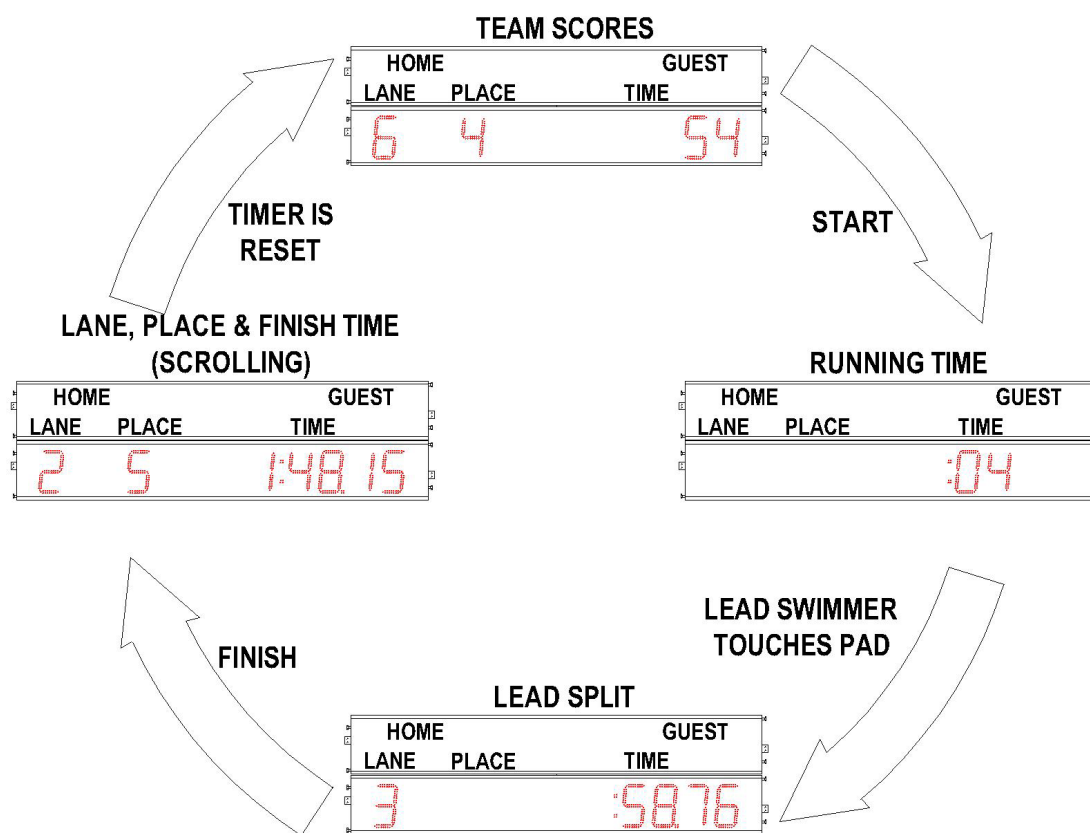 TEAM SCORES
HOME GUEST
LANE PLACE TIME
6 4 54
START
TIMER IS
RESET
LANE, PLACE & FINISH TIME
(SCROLLING)
HOME GUEST
LANE PLACE TIME
2 5 1:48.15
RUNNING TIME
HOME GUEST
LANE PLACE TIME
:04
LEAD SWIMMER
TOUCHES PAD
FINISH
LEAD SPLIT
HOME GUEST
LANE PLACE TIME
3 :58.76